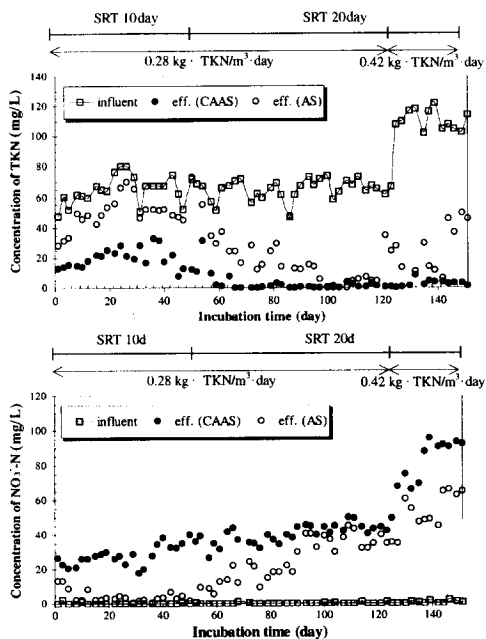 SRT 10day SRT 20day
0.28 kg · TKN/m³·day 0.42 kg · TKN/m³·day
140
120
100
80
60
40
20
0
Concentration of TKN (mg/L)
influent eff. (CAAS) eff. (AS)
0 20 40 60 80 100 120 140
Incubation time (day)
SRT 10d SRT 20d
0.28 kg · TKN/m³·day 0.42 kg · TKN/m³·day
120
100
80
60
40
20
0
Concentration of NO₃⁻-N (mg/L)
influent eff. (CAAS) eff. (AS)
0 20 40 60 80 100 120 140
Incubation time (day)